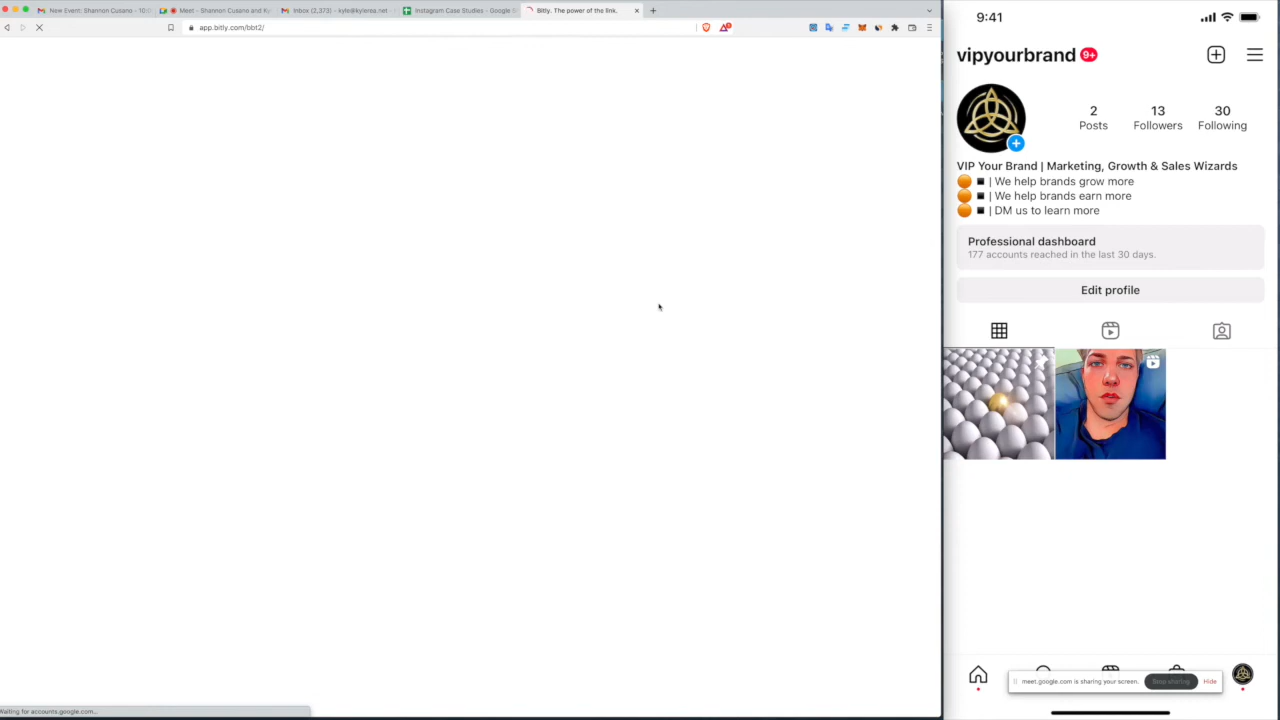 New Event: Shannon Cusano - 10:
Meet - Shannon Cusano and Ky
Inbox (2,373) - kyle@kylerea.net -
Instagram Case Studies - Google S
Bitly. The power of the link.
app.bitly.com/bbt2/
9:41
vipyourbrand 9+
2 13 30
Posts Followers Following
VIP Your Brand | Marketing, Growth & Sales Wizards
| We help brands grow more
| We help brands earn more
| DM us to learn more
Professional dashboard
177 accounts reached in the last 30 days.
Edit profile
meet.google.com is sharing your screen. Stop sharing Hide
Waiting for accounts.google.com...